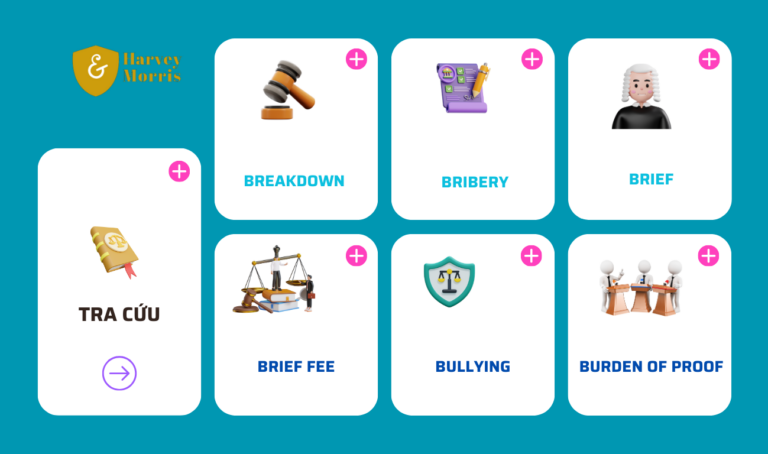 &
Harvey
Morris
BREAKDOWN
BRIBERY
BRIEF
TRA CỨU
BRIEF FEE
BULLYING
BURDEN OF PROOF